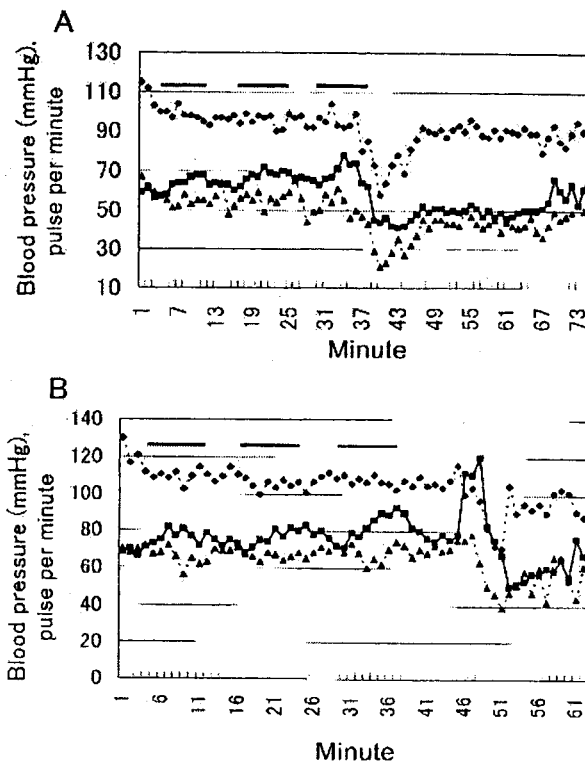 A
Blood pressure (mmHg),
pulse per minute
130
110
90
70
50
30
10
1 7 13 19 25 31 37 43 49 55 61 67 73
Minute
B
Blood pressure (mmHg),
pulse per minute
140
120
100
80
60
40
20
0
1 6 11 16 21 26 31 36 41 46 51 56 61
Minute